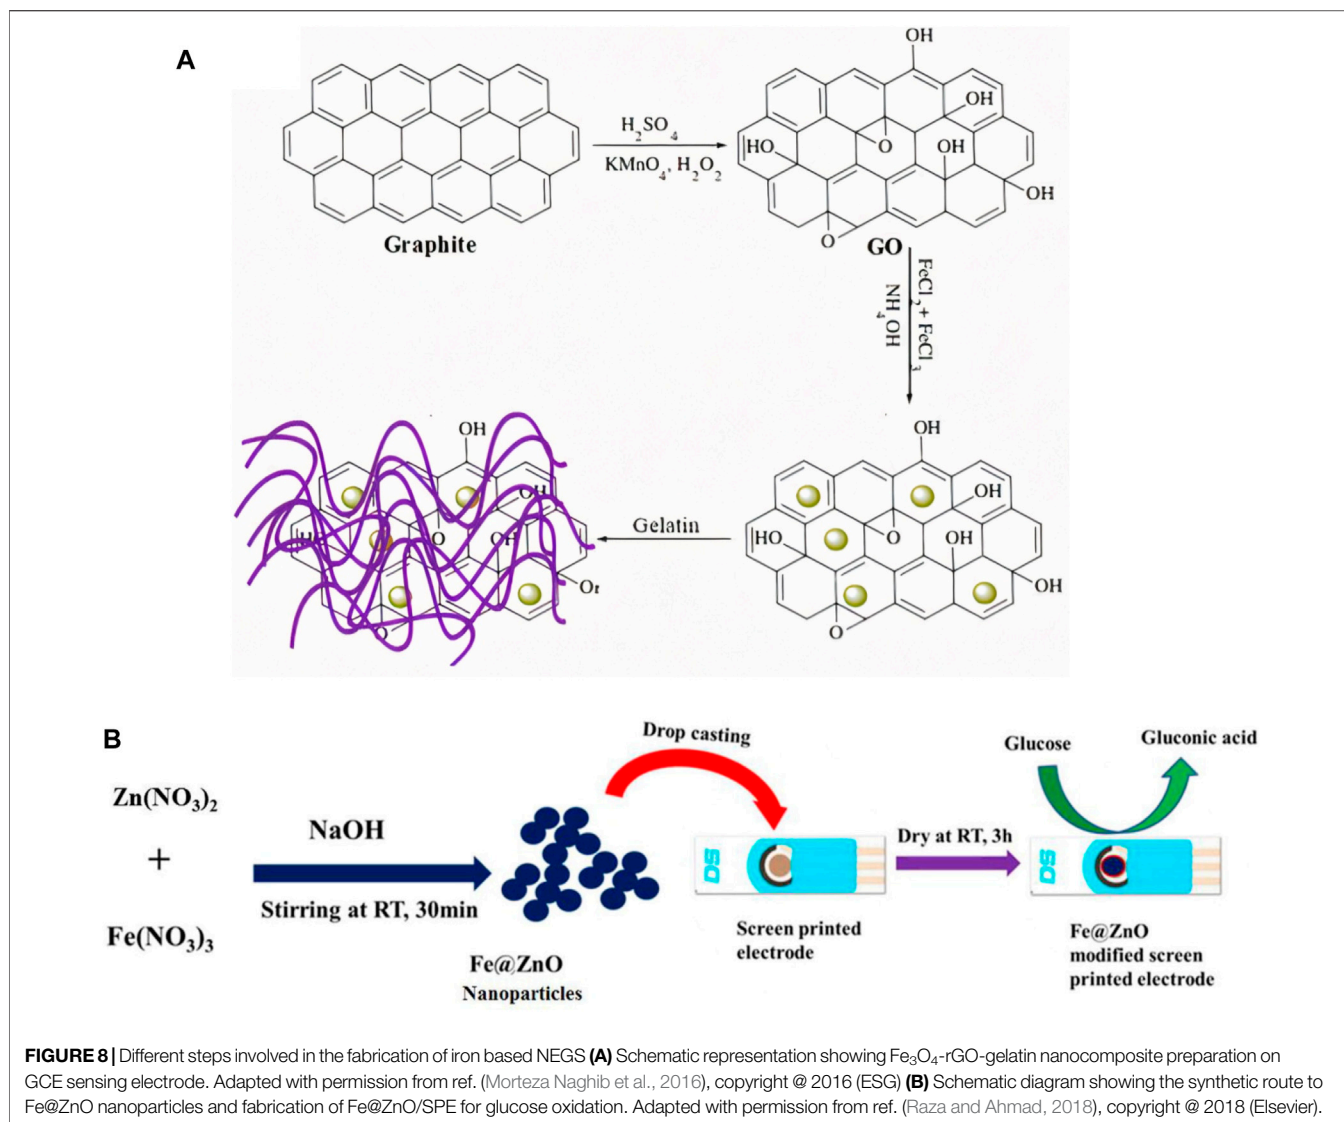 A
OH
OH
H₂SO₄
KMnO₄, H₂O₂
HO
O
OH
OH
O
Graphite
GO
FeCl₂ + FeCl₃
NH₄OH
OH
OH
OH
HO
O
OH
Gelatin
O
OH
OH
HO
O
OH
OH
O
B
Drop casting
Glucose
Gluconic acid
Zn(NO₃)₂
+
Fe(NO₃)₃
NaOH
Stirring at RT, 30min
DS
Dry at RT, 3h
DS
Fe@ZnO
Nanoparticles
Screen printed
electrode
Fe@ZnO
modified screen
printed electrode
FIGURE 8 | Different steps involved in the fabrication of iron based NEGS (A) Schematic representation showing Fe₃O₄-rGO-gelatin nanocomposite preparation on
GCE sensing electrode. Adapted with permission from ref. (Morteza Naghib et al., 2016), copyright @ 2016 (ESG) (B) Schematic diagram showing the synthetic route to
Fe@ZnO nanoparticles and fabrication of Fe@ZnO/SPE for glucose oxidation. Adapted with permission from ref. (Raza and Ahmad, 2018), copyright @ 2018 (Elsevier).